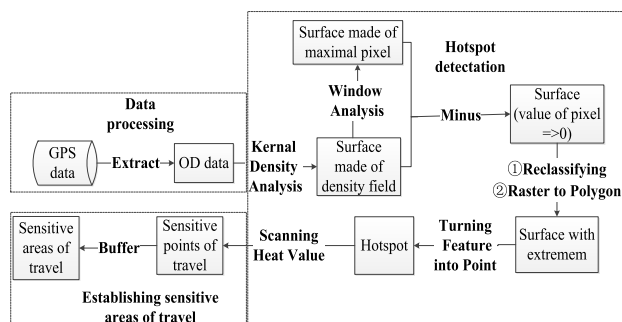 Surface made of
maximal pixel
Hotspot
detectation
Window
Analysis
Minus
Surface
(value of pixel
=>0)
Data
processing
GPS
data
Extract
OD data
Kernal
Density
Analysis
Surface
made of
density field
①Reclassifying
②Raster to Polygon
Sensitive
areas of
travel
Buffer
Sensitive
points of
travel
Scanning
Heat Value
Hotspot
Turning
Feature
into Point
Surface with
extremem
Establishing sensitive
areas of travel